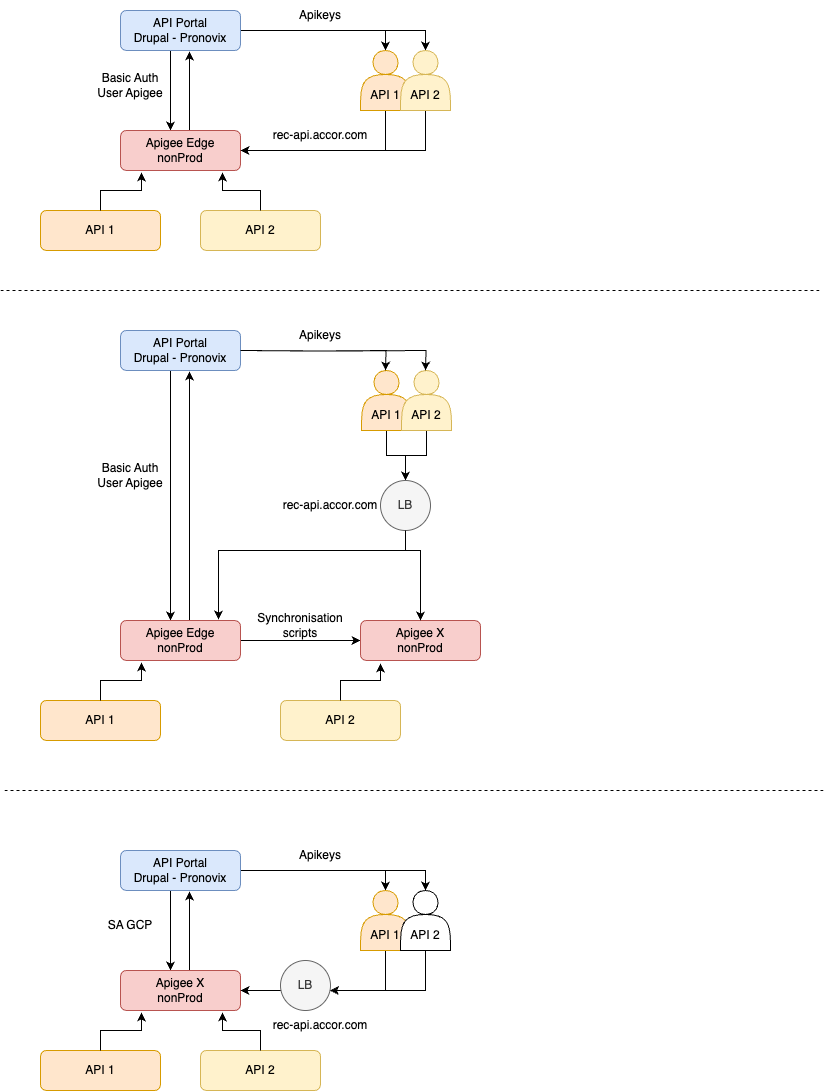 API Portal
Drupal - Pronovix
Apikeys
Basic Auth
User Apigee
API 1
API 2
rec-api.accor.com
Apigee Edge
nonProd
API 1
API 2
API Portal
Drupal - Pronovix
Apikeys
API 1
API 2
Basic Auth
User Apigee
rec-api.accor.com
LB
Apigee Edge
nonProd
Synchronisation
scripts
Apigee X
nonProd
API 1
API 2
API Portal
Drupal - Pronovix
Apikeys
SA GCP
API 1
API 2
Apigee X
nonProd
LB
rec-api.accor.com
API 1
API 2